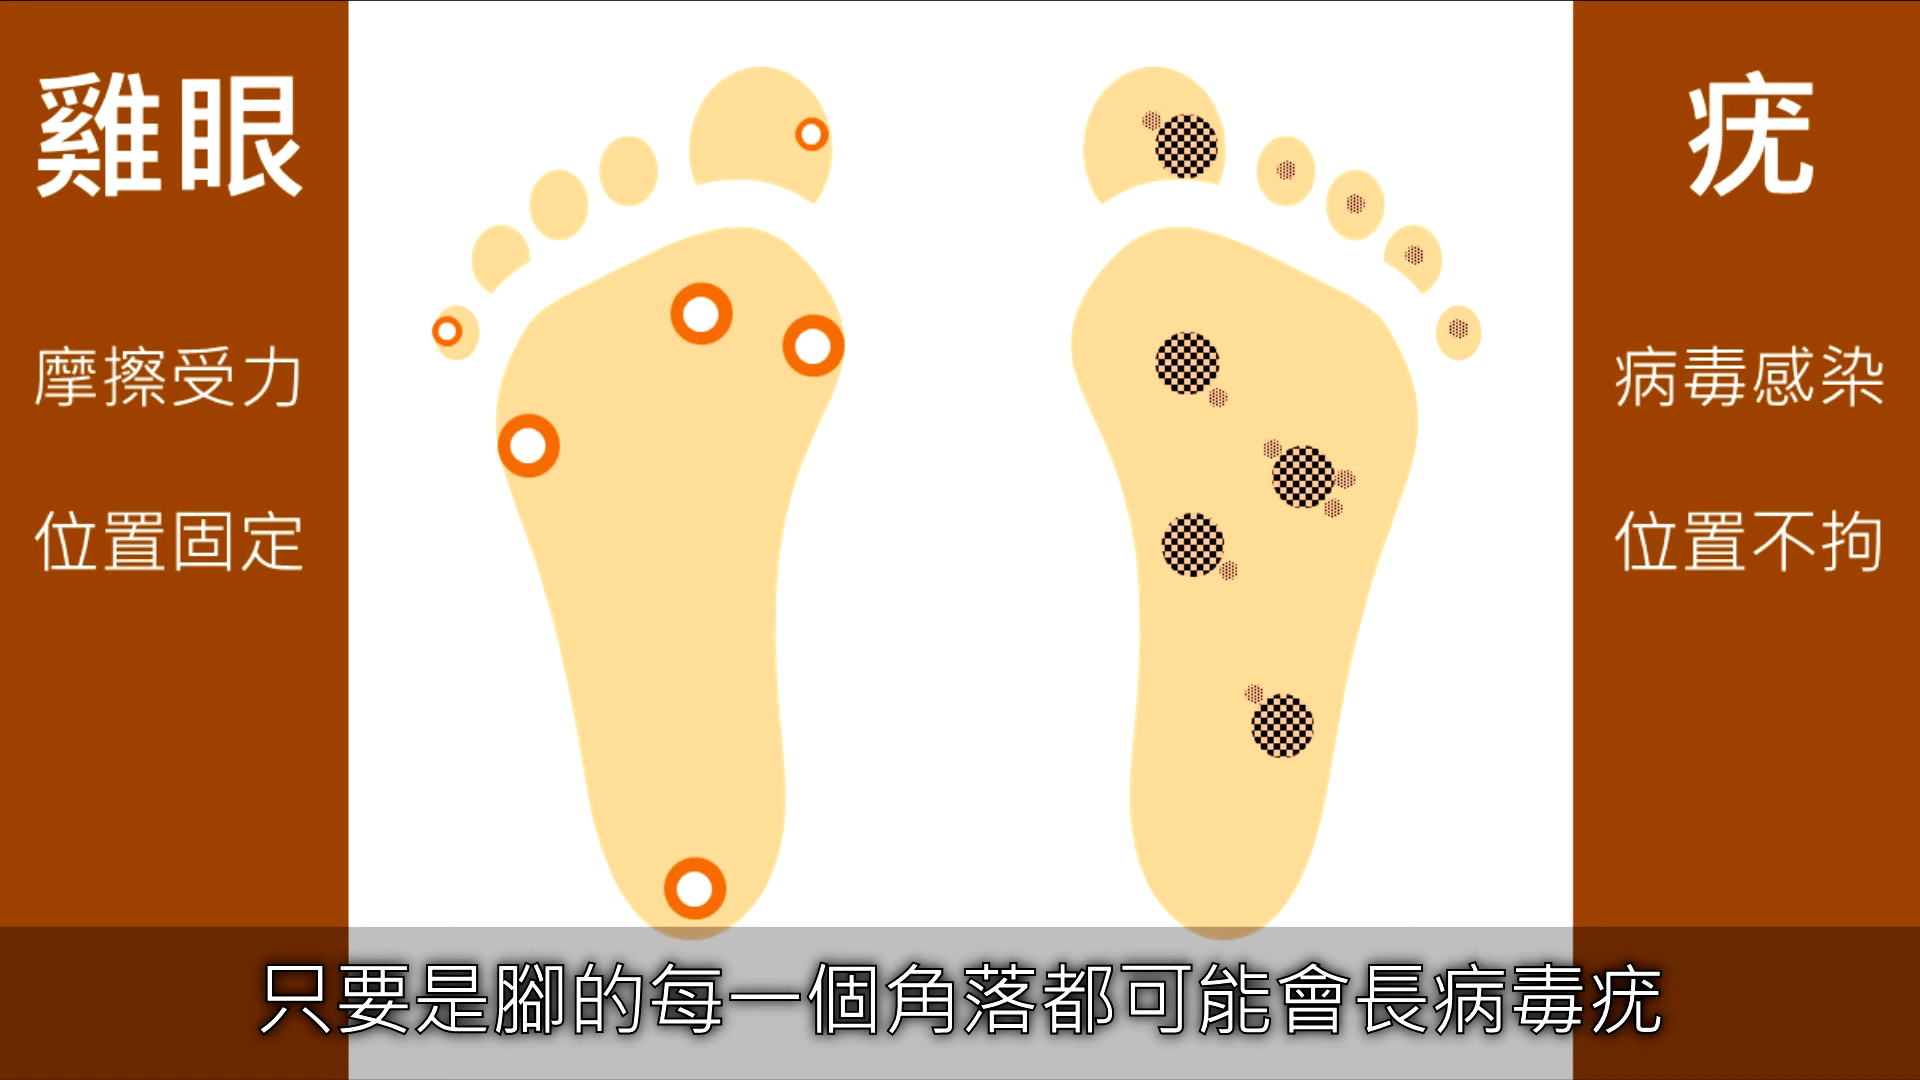 雞眼
摩擦受力
位置固定
疣
病毒感染
位置不拘
只要是腳的每一個角落都可能會長病毒疣